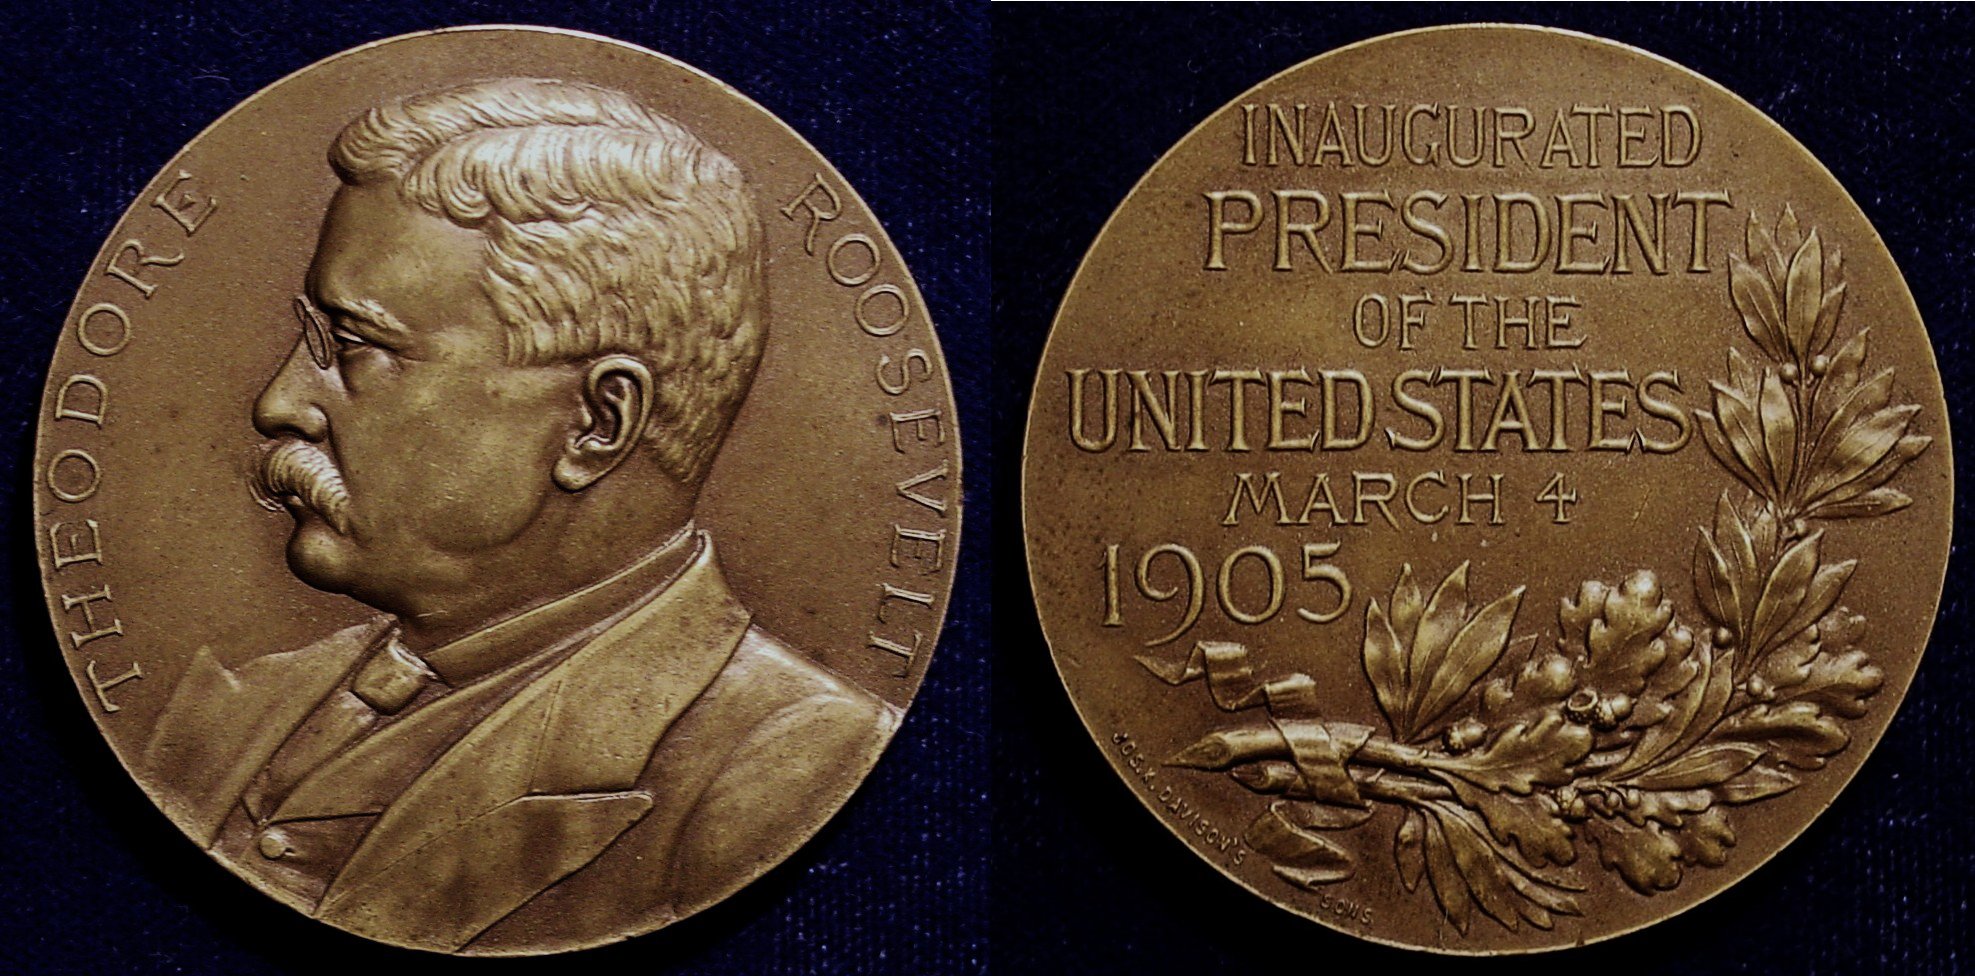 THEODORE ROOSEVELT
INAUGURATED
PRESIDENT
OF THE
UNITED STATES
MARCH 4
1905
JOS. K. DAVISON'S SONS.